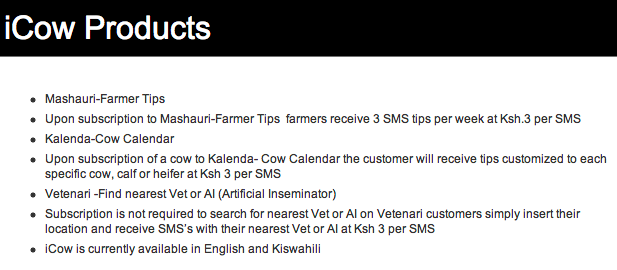 iCow Products
Mashauri-Farmer Tips
Upon subscription to Mashauri-Farmer Tips farmers receive 3 SMS tips per week at Ksh.3 per SMS
Kalenda-Cow Calendar
Upon subscription of a cow to Kalenda- Cow Calendar the customer will receive tips customized to each
specific cow, calf or heifer at Ksh 3 per SMS
Vetenari -Find nearest Vet or AI (Artificial Inseminator)
Subscription is not required to search for nearest Vet or AI on Vetenari customers simply insert their
location and receive SMS's with their nearest Vet or AI at Ksh 3 per SMS
iCow is currently available in English and Kiswahili